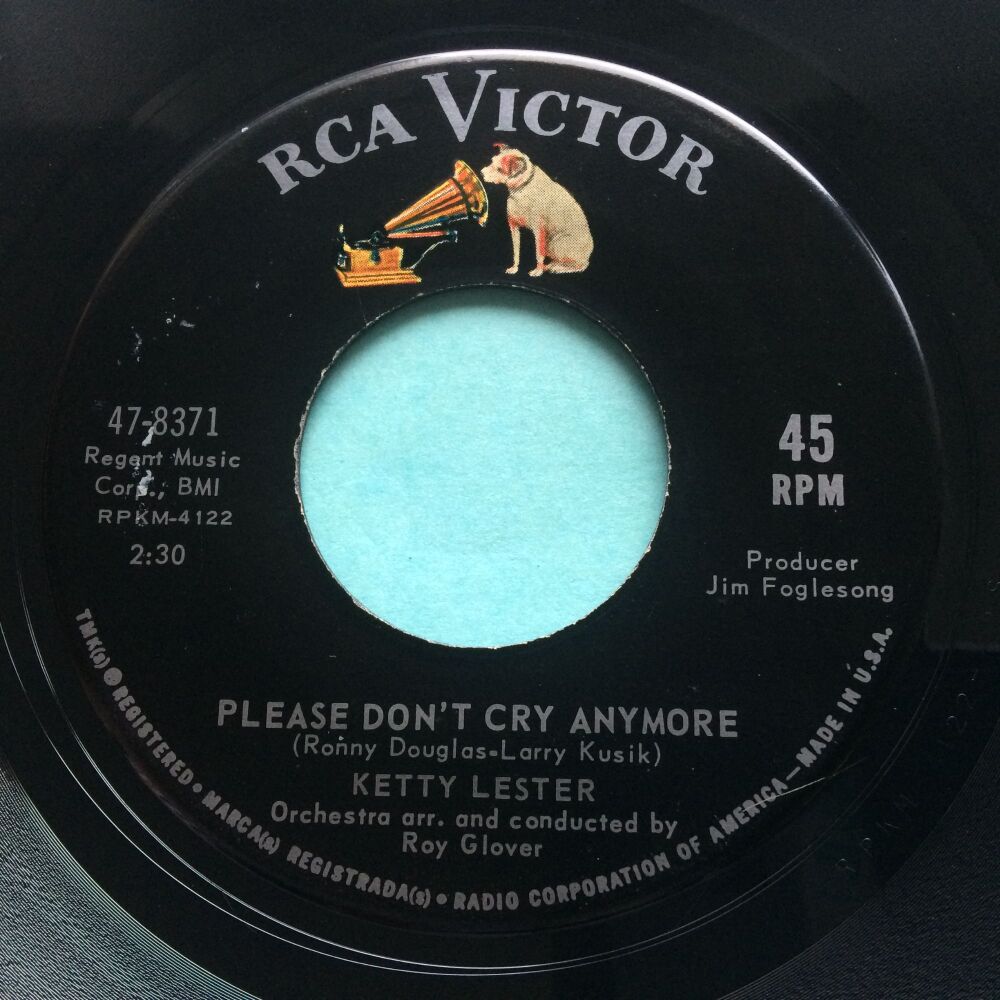 RCA VICTOR
47-8371
Regent Music
Corp., BMI
RPKM-4122
2:30
45
RPM
Producer
Jim Foglesong
PLEASE DON'T CRY ANYMORE
(Ronny Douglas-Larry Kusik)
KETTY LESTER
Orchestra arr. and conducted by
Roy Glover
TMK(s) ® REGISTERED • MARCA(s) REGISTRADA(s) • RADIO CORPORATION OF AMERICA—MADE IN U.S.A.